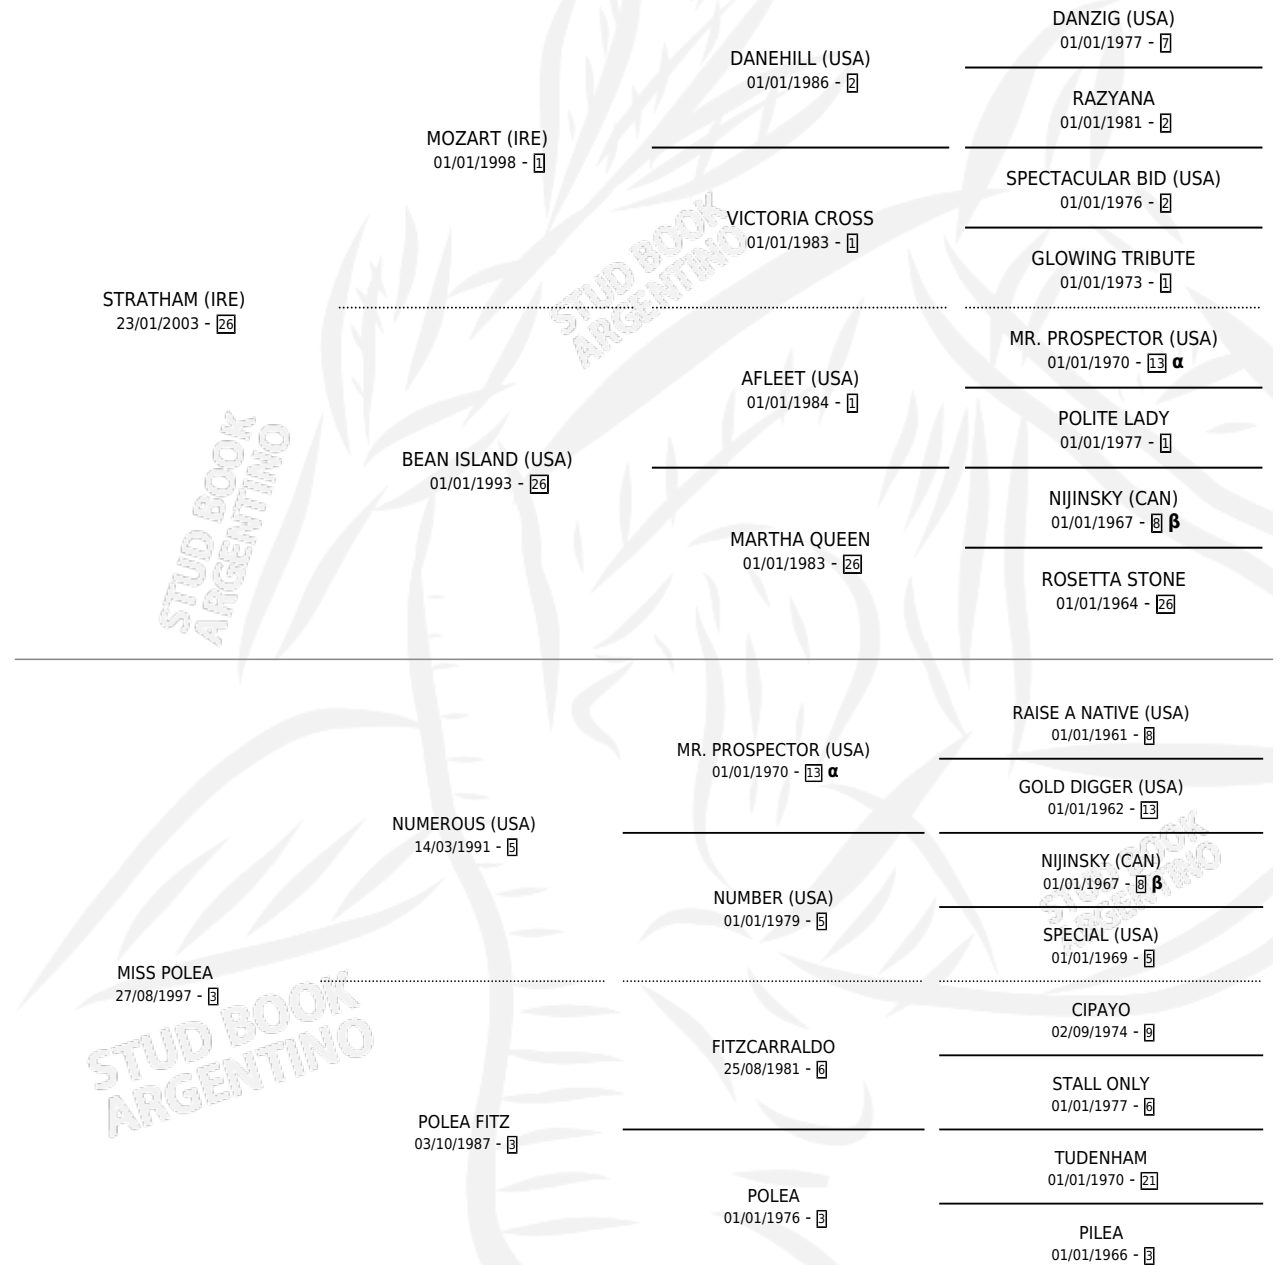 DANZIG (USA)
01/01/1977 - 7
DANEHILL (USA)
01/01/1986 - 2
RAZYANA
01/01/1981 - 2
MOZART (IRE)
01/01/1998 - 1
SPECTACULAR BID (USA)
01/01/1976 - 2
VICTORIA CROSS
01/01/1983 - 1
GLOWING TRIBUTE
01/01/1973 - 1
STUD BOOK
ARGENTINO
STRATHAM (IRE)
23/01/2003 - 26
MR. PROSPECTOR (USA)
01/01/1970 - 13 α
AFLEET (USA)
01/01/1984 - 1
POLITE LADY
01/01/1977 - 1
BEAN ISLAND (USA)
01/01/1993 - 26
NIJINSKY (CAN)
01/01/1967 - 8 β
MARTHA QUEEN
01/01/1983 - 26
ROSETTA STONE
01/01/1964 - 26
STUD BOOK
ARGENTINO
RAISE A NATIVE (USA)
01/01/1961 - 8
MR. PROSPECTOR (USA)
01/01/1970 - 13 α
GOLD DIGGER (USA)
01/01/1962 - 13
NUMEROUS (USA)
14/03/1991 - 5
NIJINSKY (CAN)
01/01/1967 - 8 β
NUMBER (USA)
01/01/1979 - 5
SPECIAL (USA)
01/01/1969 - 5
STUD BOOK
ARGENTINO
MISS POLEA
27/08/1997 - 3
CIPAYO
02/09/1974 - 9
FITZCARRALDO
25/08/1981 - 6
STALL ONLY
01/01/1977 - 6
POLEA FITZ
03/10/1987 - 3
TUDENHAM
01/01/1970 - 21
POLEA
01/01/1976 - 3
PILEA
01/01/1966 - 3
STUD BOOK
ARGENTINO